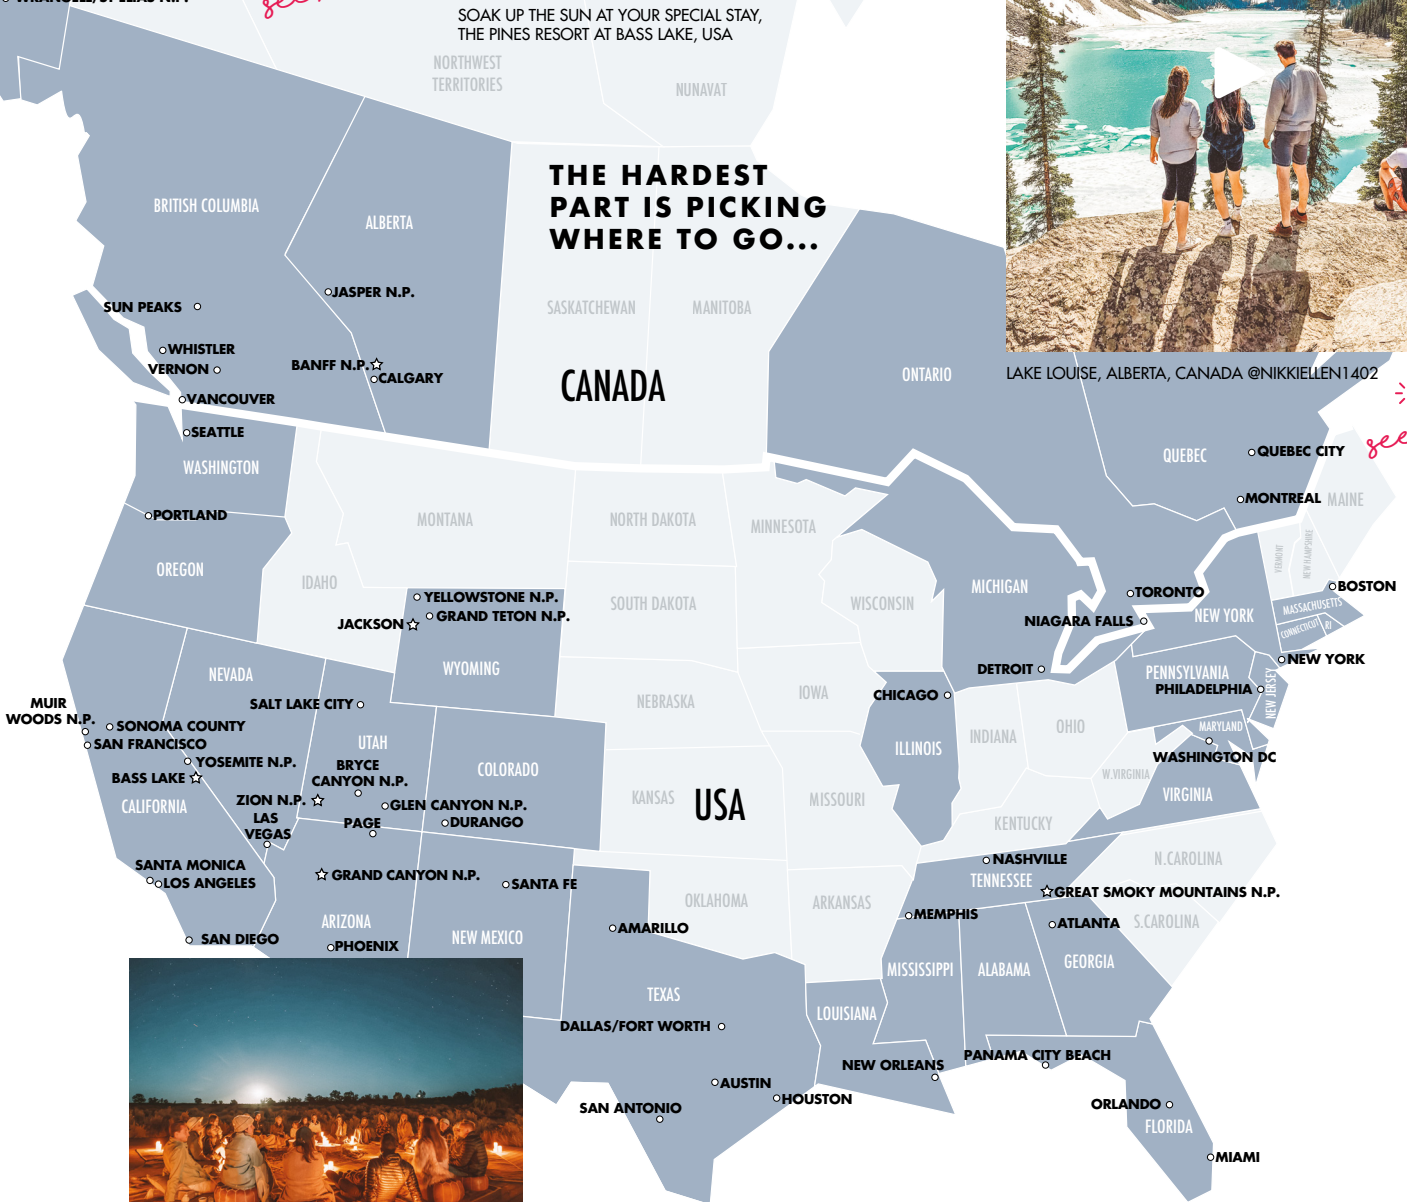 SOAK UP THE SUN AT YOUR SPECIAL STAY,
THE PINES RESORT AT BASS LAKE, USA
NORTHWEST
TERRITORIES
NUNAVAT
THE HARDEST
PART IS PICKING
WHERE TO GO...
BRITISH COLUMBIA
ALBERTA
JASPER N.P.
SUN PEAKS
SASKATCHEWAN
MANITOBA
WHISTLER
VERNON
BANFF N.P.
CALGARY
CANADA
ONTARIO
LAKE LOUISE, ALBERTA, CANADA @NIKKIELLEN1402
VANCOUVER
SEATTLE
WASHINGTON
QUEBEC
QUEBEC CITY
see
MONTREAL
MAINE
PORTLAND
MONTANA
NORTH DAKOTA
MINNESOTA
OREGON
IDAHO
VERMONT
NEW HAMPSHIRE
MICHIGAN
BOSTON
YELLOWSTONE N.P.
GRAND TETON N.P.
JACKSON
SOUTH DAKOTA
WISCONSIN
TORONTO
NIAGARA FALLS
NEW YORK
MASSACHUSETTS
CONNECTICUT
RI
NEW YORK
NEVADA
WYOMING
DETROIT
PENNSYLVANIA
PHILADELPHIA
NEW JERSEY
MUIR
WOODS N.P.
SONOMA COUNTY
SAN FRANCISCO
SALT LAKE CITY
NEBRASKA
IOWA
CHICAGO
MARYLAND
WASHINGTON DC
UTAH
YOSEMITE N.P.
BASS LAKE
BRYCE
CANYON N.P.
COLORADO
ILLINOIS
INDIANA
OHIO
W.VIRGINIA
VIRGINIA
CALIFORNIA
ZION N.P.
GLEN CANYON N.P.
DURANGO
KANSAS
USA
MISSOURI
LAS
VEGAS
PAGE
KENTUCKY
SANTA MONICA
LOS ANGELES
GRAND CANYON N.P.
SANTA FE
NASHVILLE
TENNESSEE
N.CAROLINA
GREAT SMOKY MOUNTAINS N.P.
OKLAHOMA
ARKANSAS
MEMPHIS
ATLANTA
S.CAROLINA
ARIZONA
AMARILLO
SAN DIEGO
PHOENIX
NEW MEXICO
MISSISSIPPI
ALABAMA
GEORGIA
TEXAS
LOUISIANA
DALLAS/FORT WORTH
NEW ORLEANS
PANAMA CITY BEACH
AUSTIN
HOUSTON
SAN ANTONIO
ORLANDO
FLORIDA
MIAMI